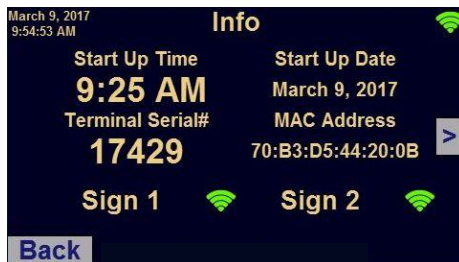 March 9, 2017
9:54:53 AM
Info
Start Up Time
Start Up Date
9:25 AM
March 9, 2017
Terminal Serial#
MAC Address
17429
70:B3:D5:44:20:0B
>
Sign 1
Sign 2
Back